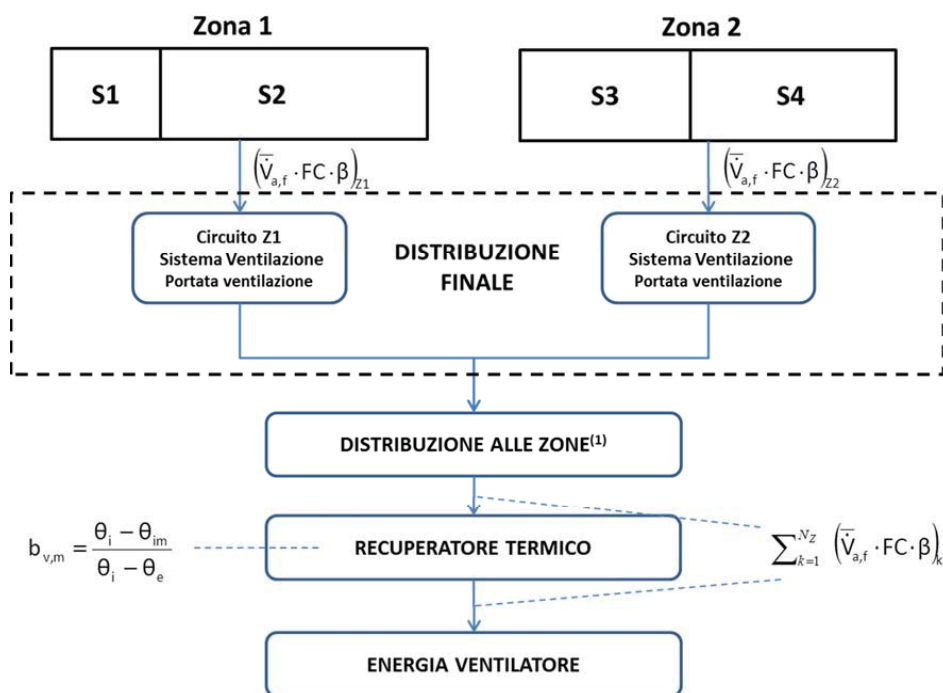 Zona 1
Zona 2
S1
S2
S3
S4
(V̇̅a,f · FC · β)Z1
(V̇̅a,f · FC · β)Z2
Circuito Z1
Sistema Ventilazione
Portata ventilazione
DISTRIBUZIONE
FINALE
Circuito Z2
Sistema Ventilazione
Portata ventilazione
DISTRIBUZIONE ALLE ZONE(1)
bv,m = (θi − θim) / (θi − θe)
RECUPERATORE TERMICO
∑k=1^NZ (V̇̅a,f · FC · β)k
ENERGIA VENTILATORE